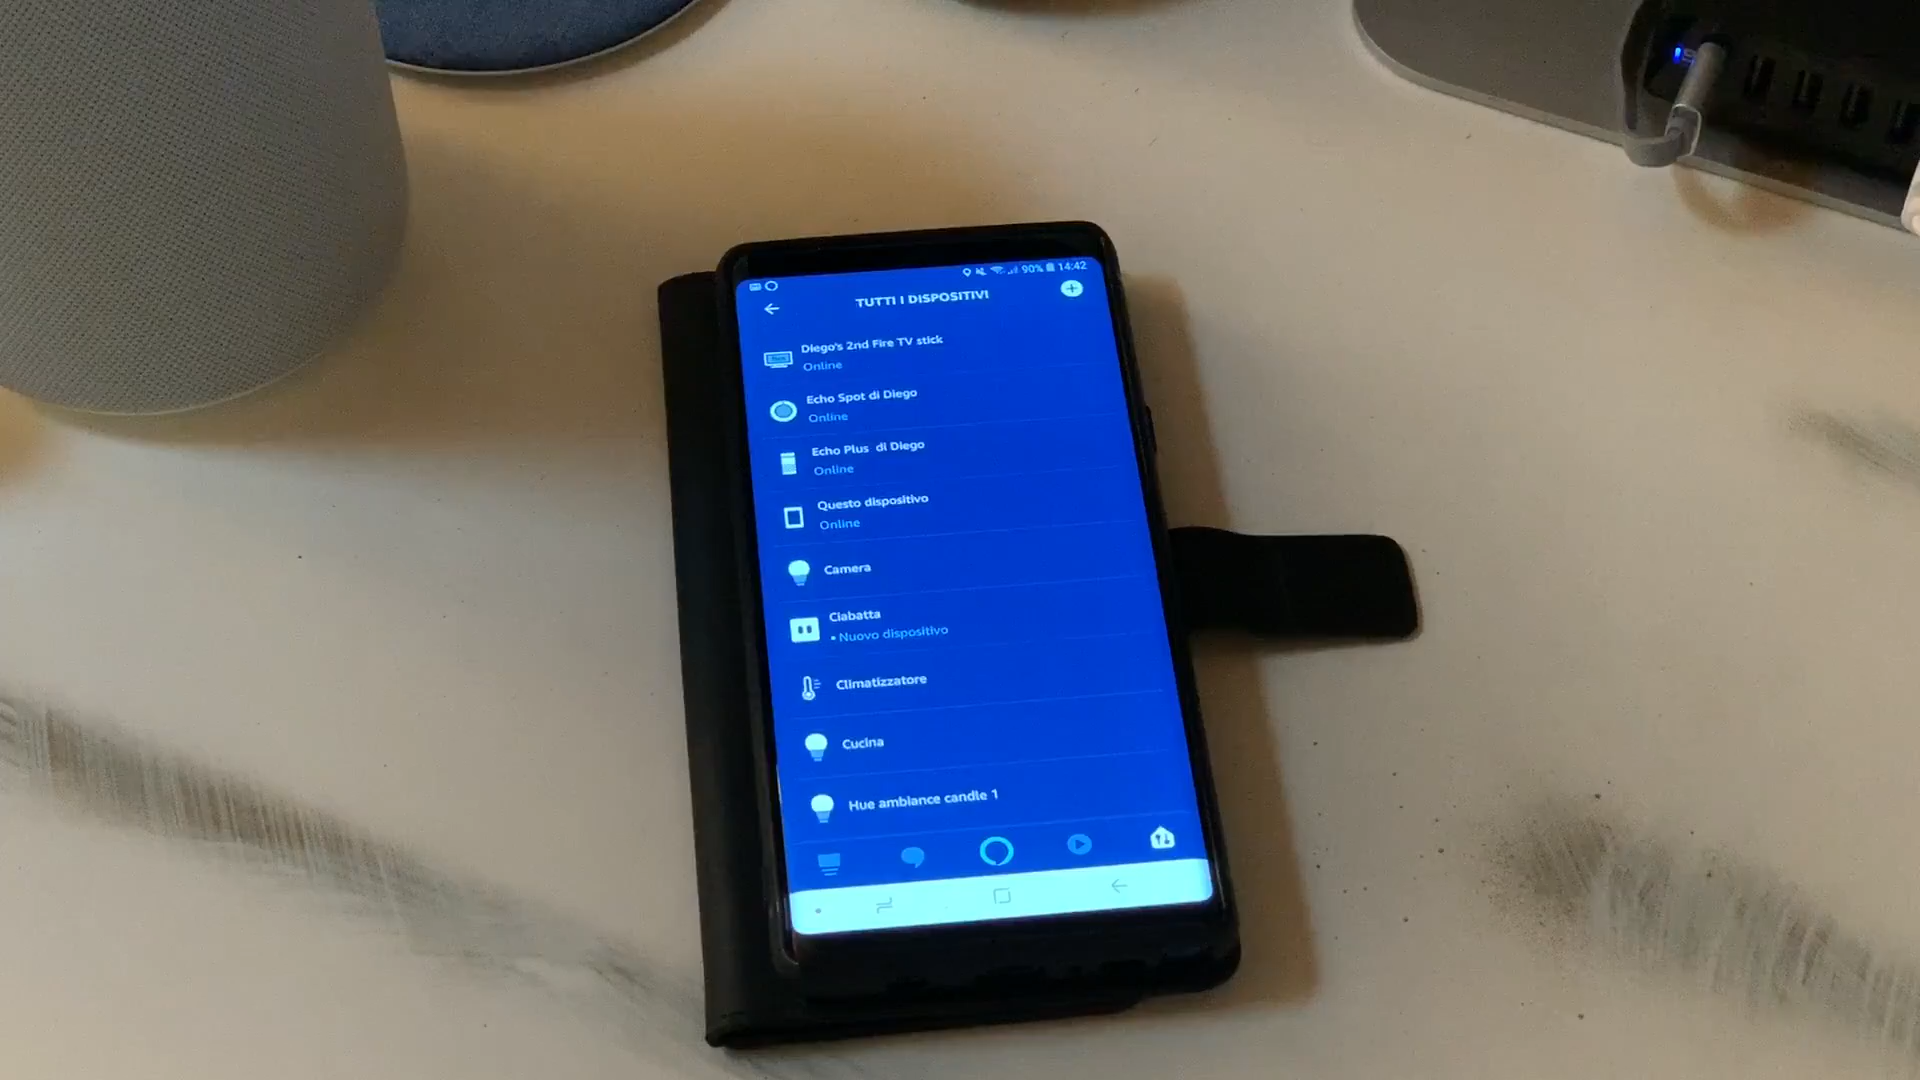 90% 14:42
TUTTI I DISPOSITIVI
Diego's 2nd Fire TV stick
Online
Echo Spot di Diego
Online
Echo Plus di Diego
Online
Questo dispositivo
Online
Camera
Ciabatta
• Nuovo dispositivo
Climatizzatore
Cucina
Hue ambiance candle 1